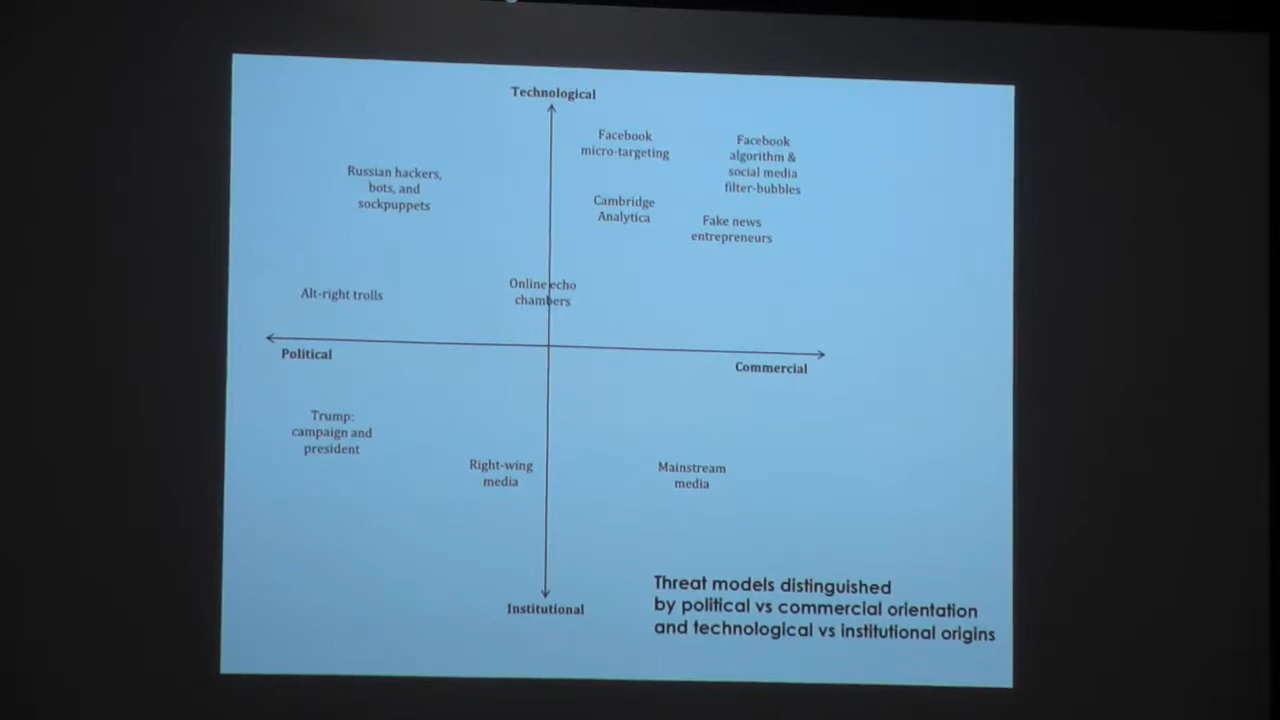 Technological
Facebook
micro-targeting
Facebook
algorithm &
social media
filter-bubbles
Russian hackers,
bots, and
sockpuppets
Cambridge
Analytica
Fake news
entrepreneurs
Alt-right trolls
Online echo
chambers
Political
Commercial
Trump:
campaign and
president
Right-wing
media
Mainstream
media
Institutional
Threat models distinguished
by political vs commercial orientation
and technological vs institutional origins